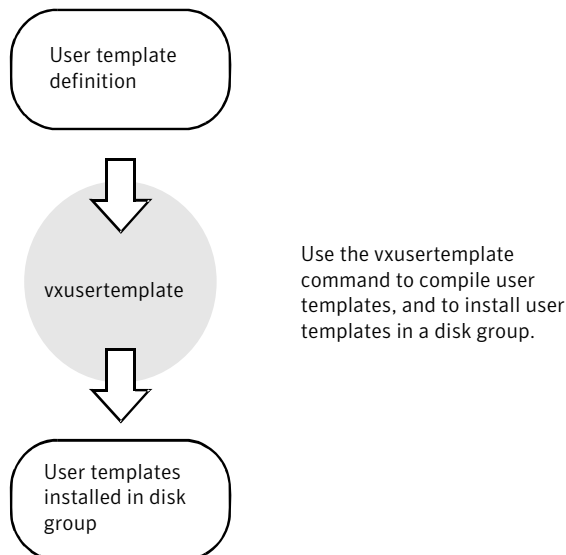 User template
definition
vxusertemplate
Use the vxusertemplate
command to compile user
templates, and to install user
templates in a disk group.
User templates
installed in disk
group